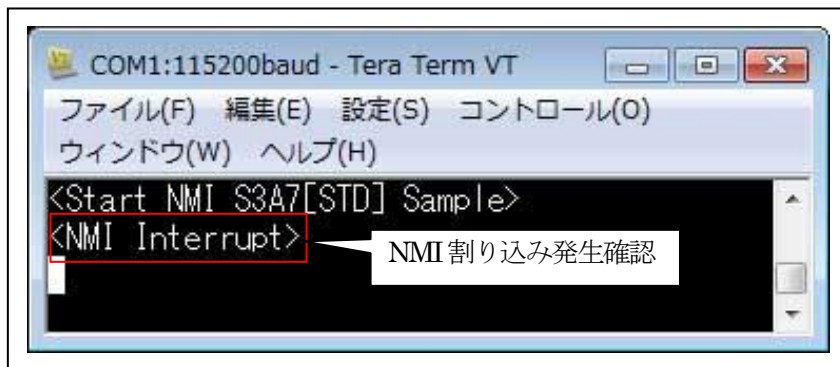 COM1:115200baud - Tera Term VT
ファイル(F) 編集(E) 設定(S) コントロール(O)
ウィンドウ(W) ヘルプ(H)
<Start NMI S3A7[STD] Sample>
<NMI Interrupt>
NMI 割り込み発生確認